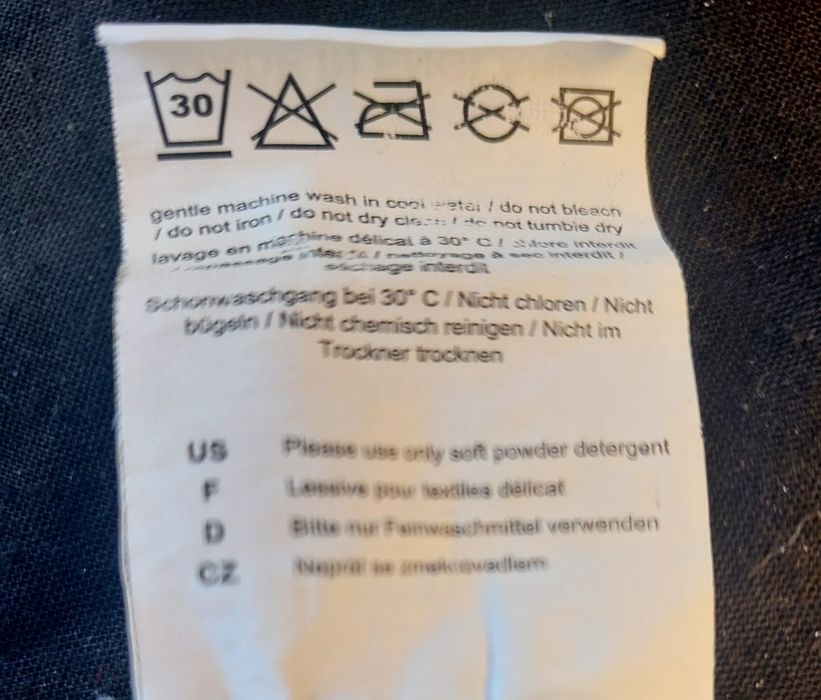 30
gentle machine wash in cool water / do not bleach
/ do not iron / do not dry clean / do not tumble dry
lavage en machine délicat à 30° C / chlore interdit
/ repassage interdit / nettoyage à sec interdit /
séchage interdit
Schonwaschgang bei 30° C / Nicht chloren / Nicht
bügeln / Nicht chemisch reinigen / Nicht im
Trockner trocknen
US Please use only soft powder detergent
F Lessive pour textiles délicat
D Bitte nur Feinwaschmittel verwenden
CZ Neprát se